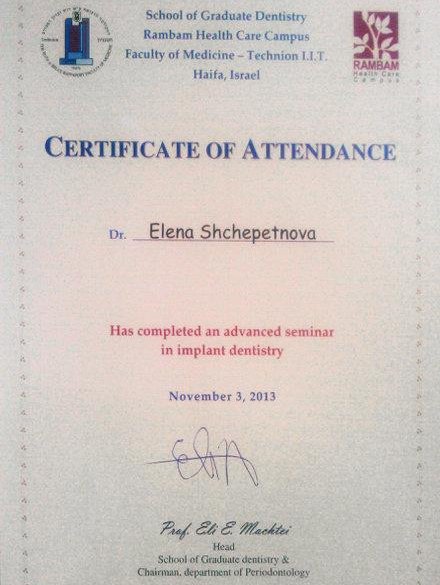 School of Graduate Dentistry
Rambam Health Care Campus
Faculty of Medicine – Technion I.I.T.
Haifa, Israel
RAMBAM
Health Care
Campus
CERTIFICATE OF ATTENDANCE
Dr. Elena Shchepetnova
Has completed an advanced seminar
in implant dentistry
November 3, 2013
Prof. Eli E. Machtei
Head
School of Graduate dentistry &
Chairman, department of Periodontology